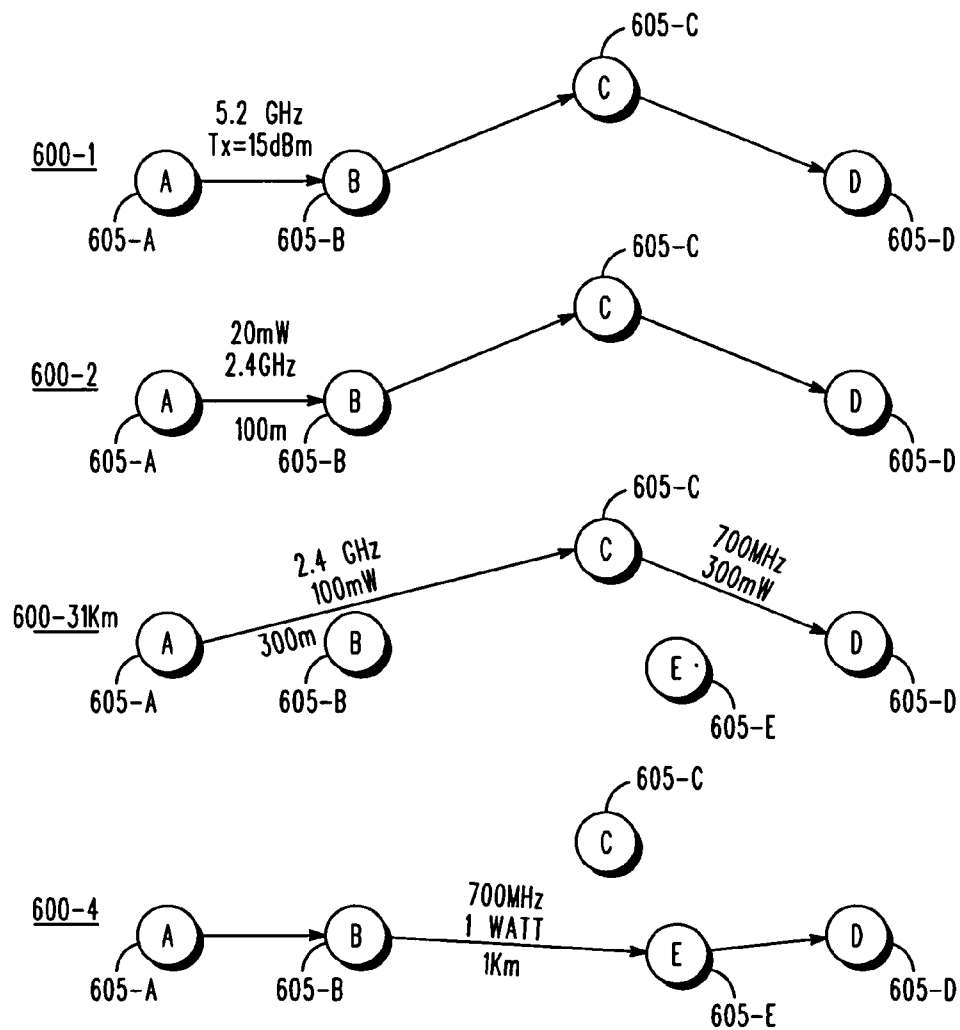 605-C
5.2 GHz
Tx=15dBm
600-1
A
B
C
D
605-A
605-B
605-D
605-C
20mW
2.4GHz
600-2
A
B
C
D
100m
605-A
605-B
605-D
605-C
2.4 GHz
100mW
700MHz
300mW
C
600-31Km
A
300m
B
E
D
605-A
605-B
605-E
605-D
605-C
C
600-4
700MHz
1 WATT
A
B
1Km
E
D
605-A
605-B
605-E
605-D